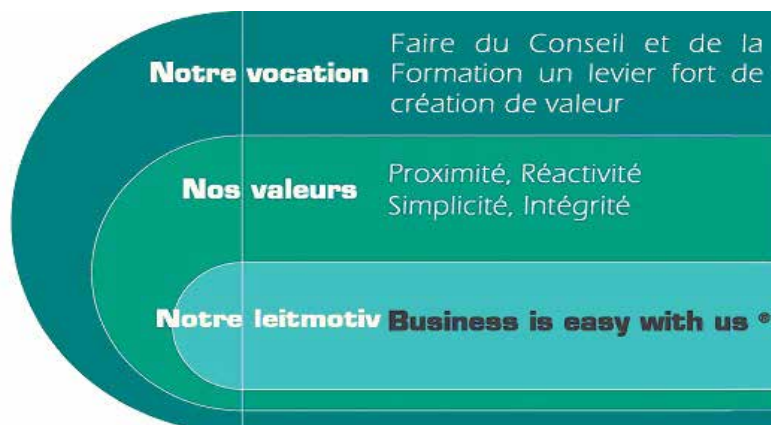 Notre vocation
Faire du Conseil et de la
Formation un levier fort de
création de valeur
Nos valeurs
Proximité, Réactivité
Simplicité, Intégrité
Notre leitmotiv
Business is easy with us ®